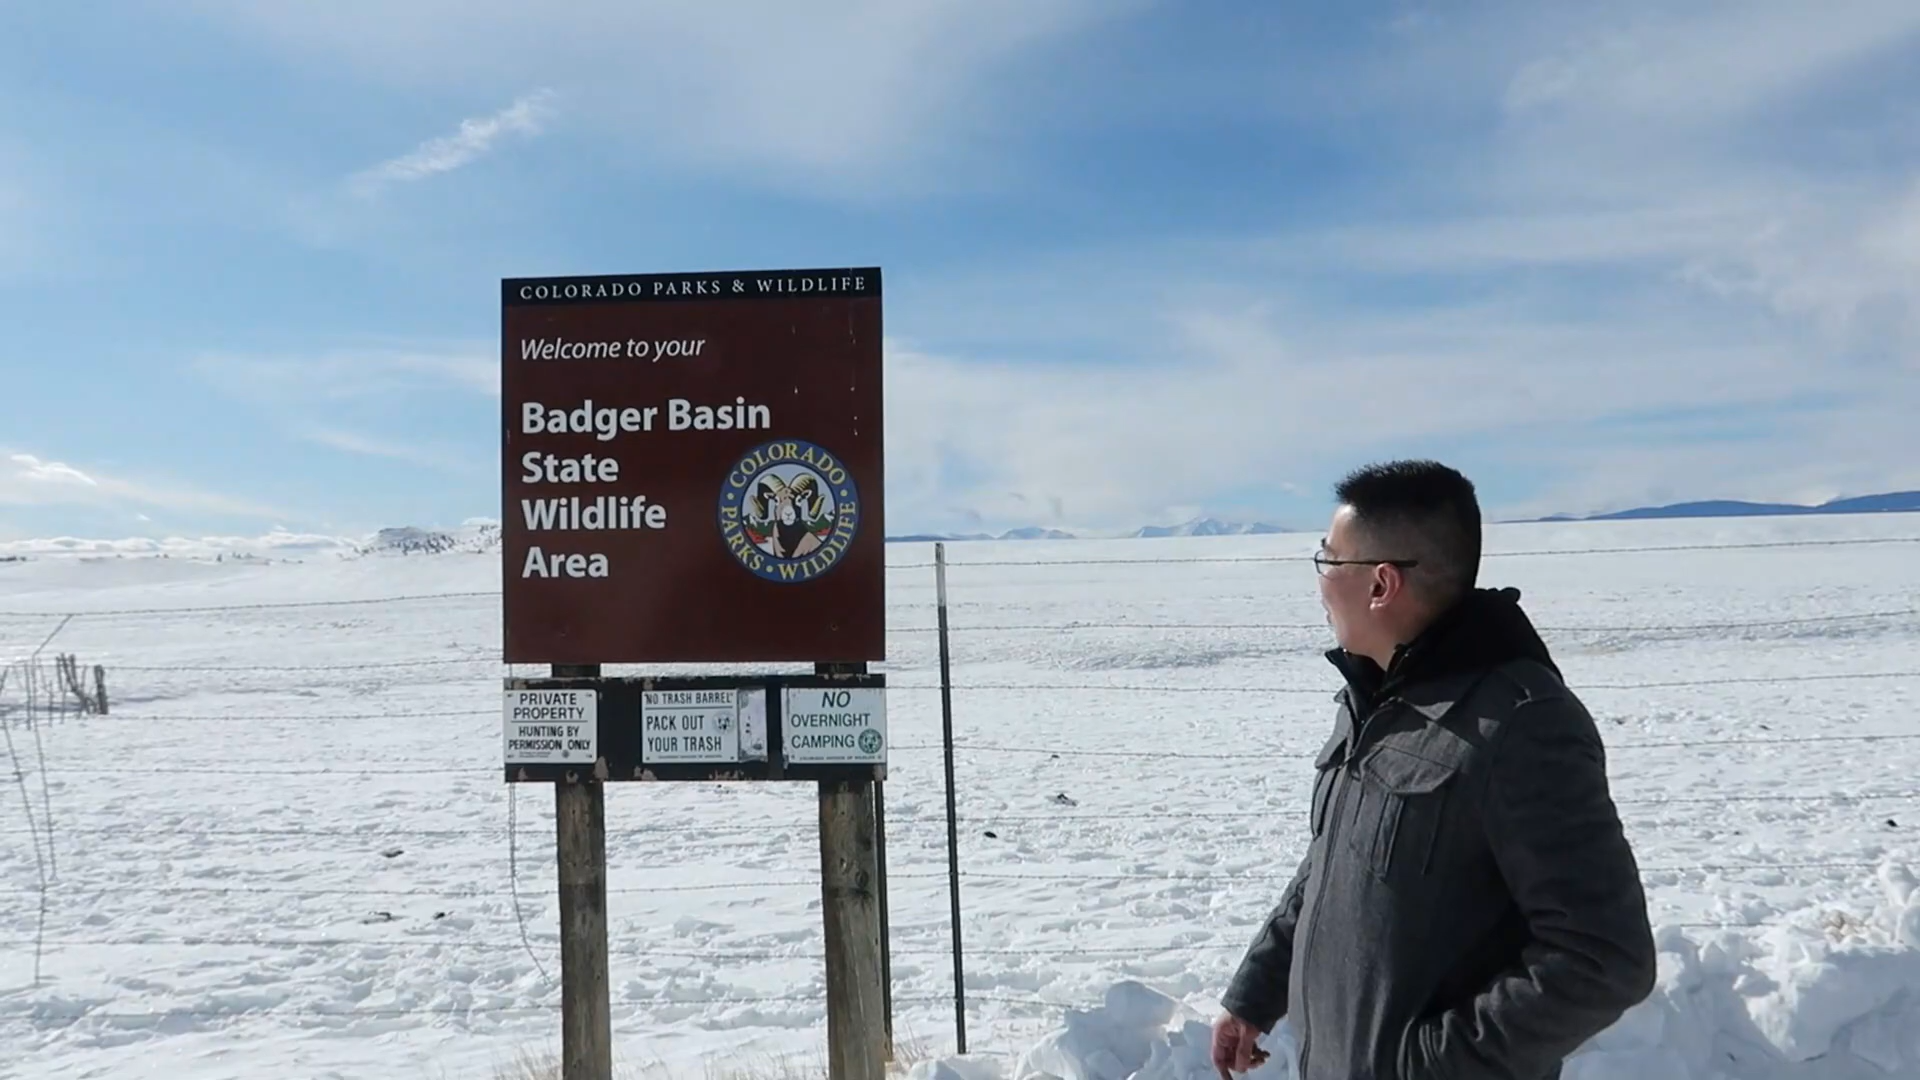 COLORADO PARKS & WILDLIFE
Welcome to your
Badger Basin
State
Wildlife
Area
COLORADO
PARKS • WILDLIFE
PRIVATE
PROPERTY
HUNTING BY
PERMISSION ONLY
NO TRASH BARREL
PACK OUT
YOUR TRASH
NO
OVERNIGHT
CAMPING